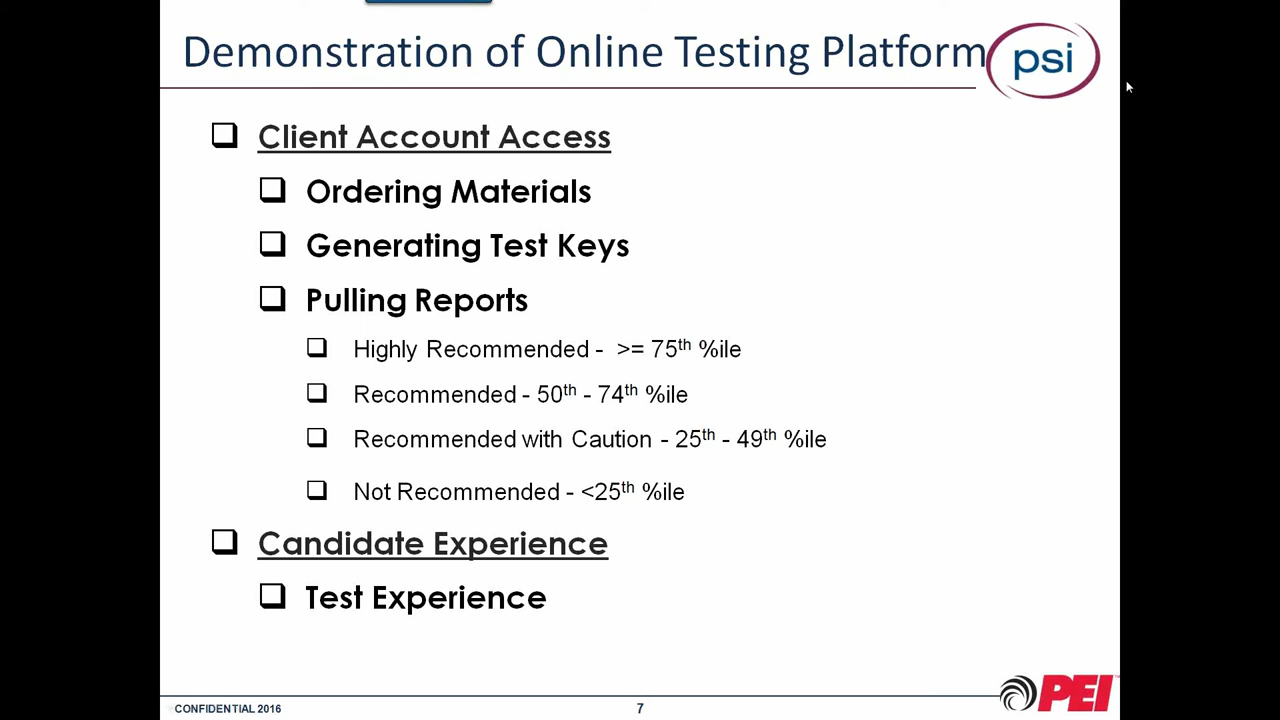 Demonstration of Online Testing Platform
psi
Client Account Access
Ordering Materials
Generating Test Keys
Pulling Reports
Highly Recommended - >= 75th %ile
Recommended - 50th - 74th %ile
Recommended with Caution - 25th - 49th %ile
Not Recommended - <25th %ile
Candidate Experience
Test Experience
CONFIDENTIAL 2016
7
PEI